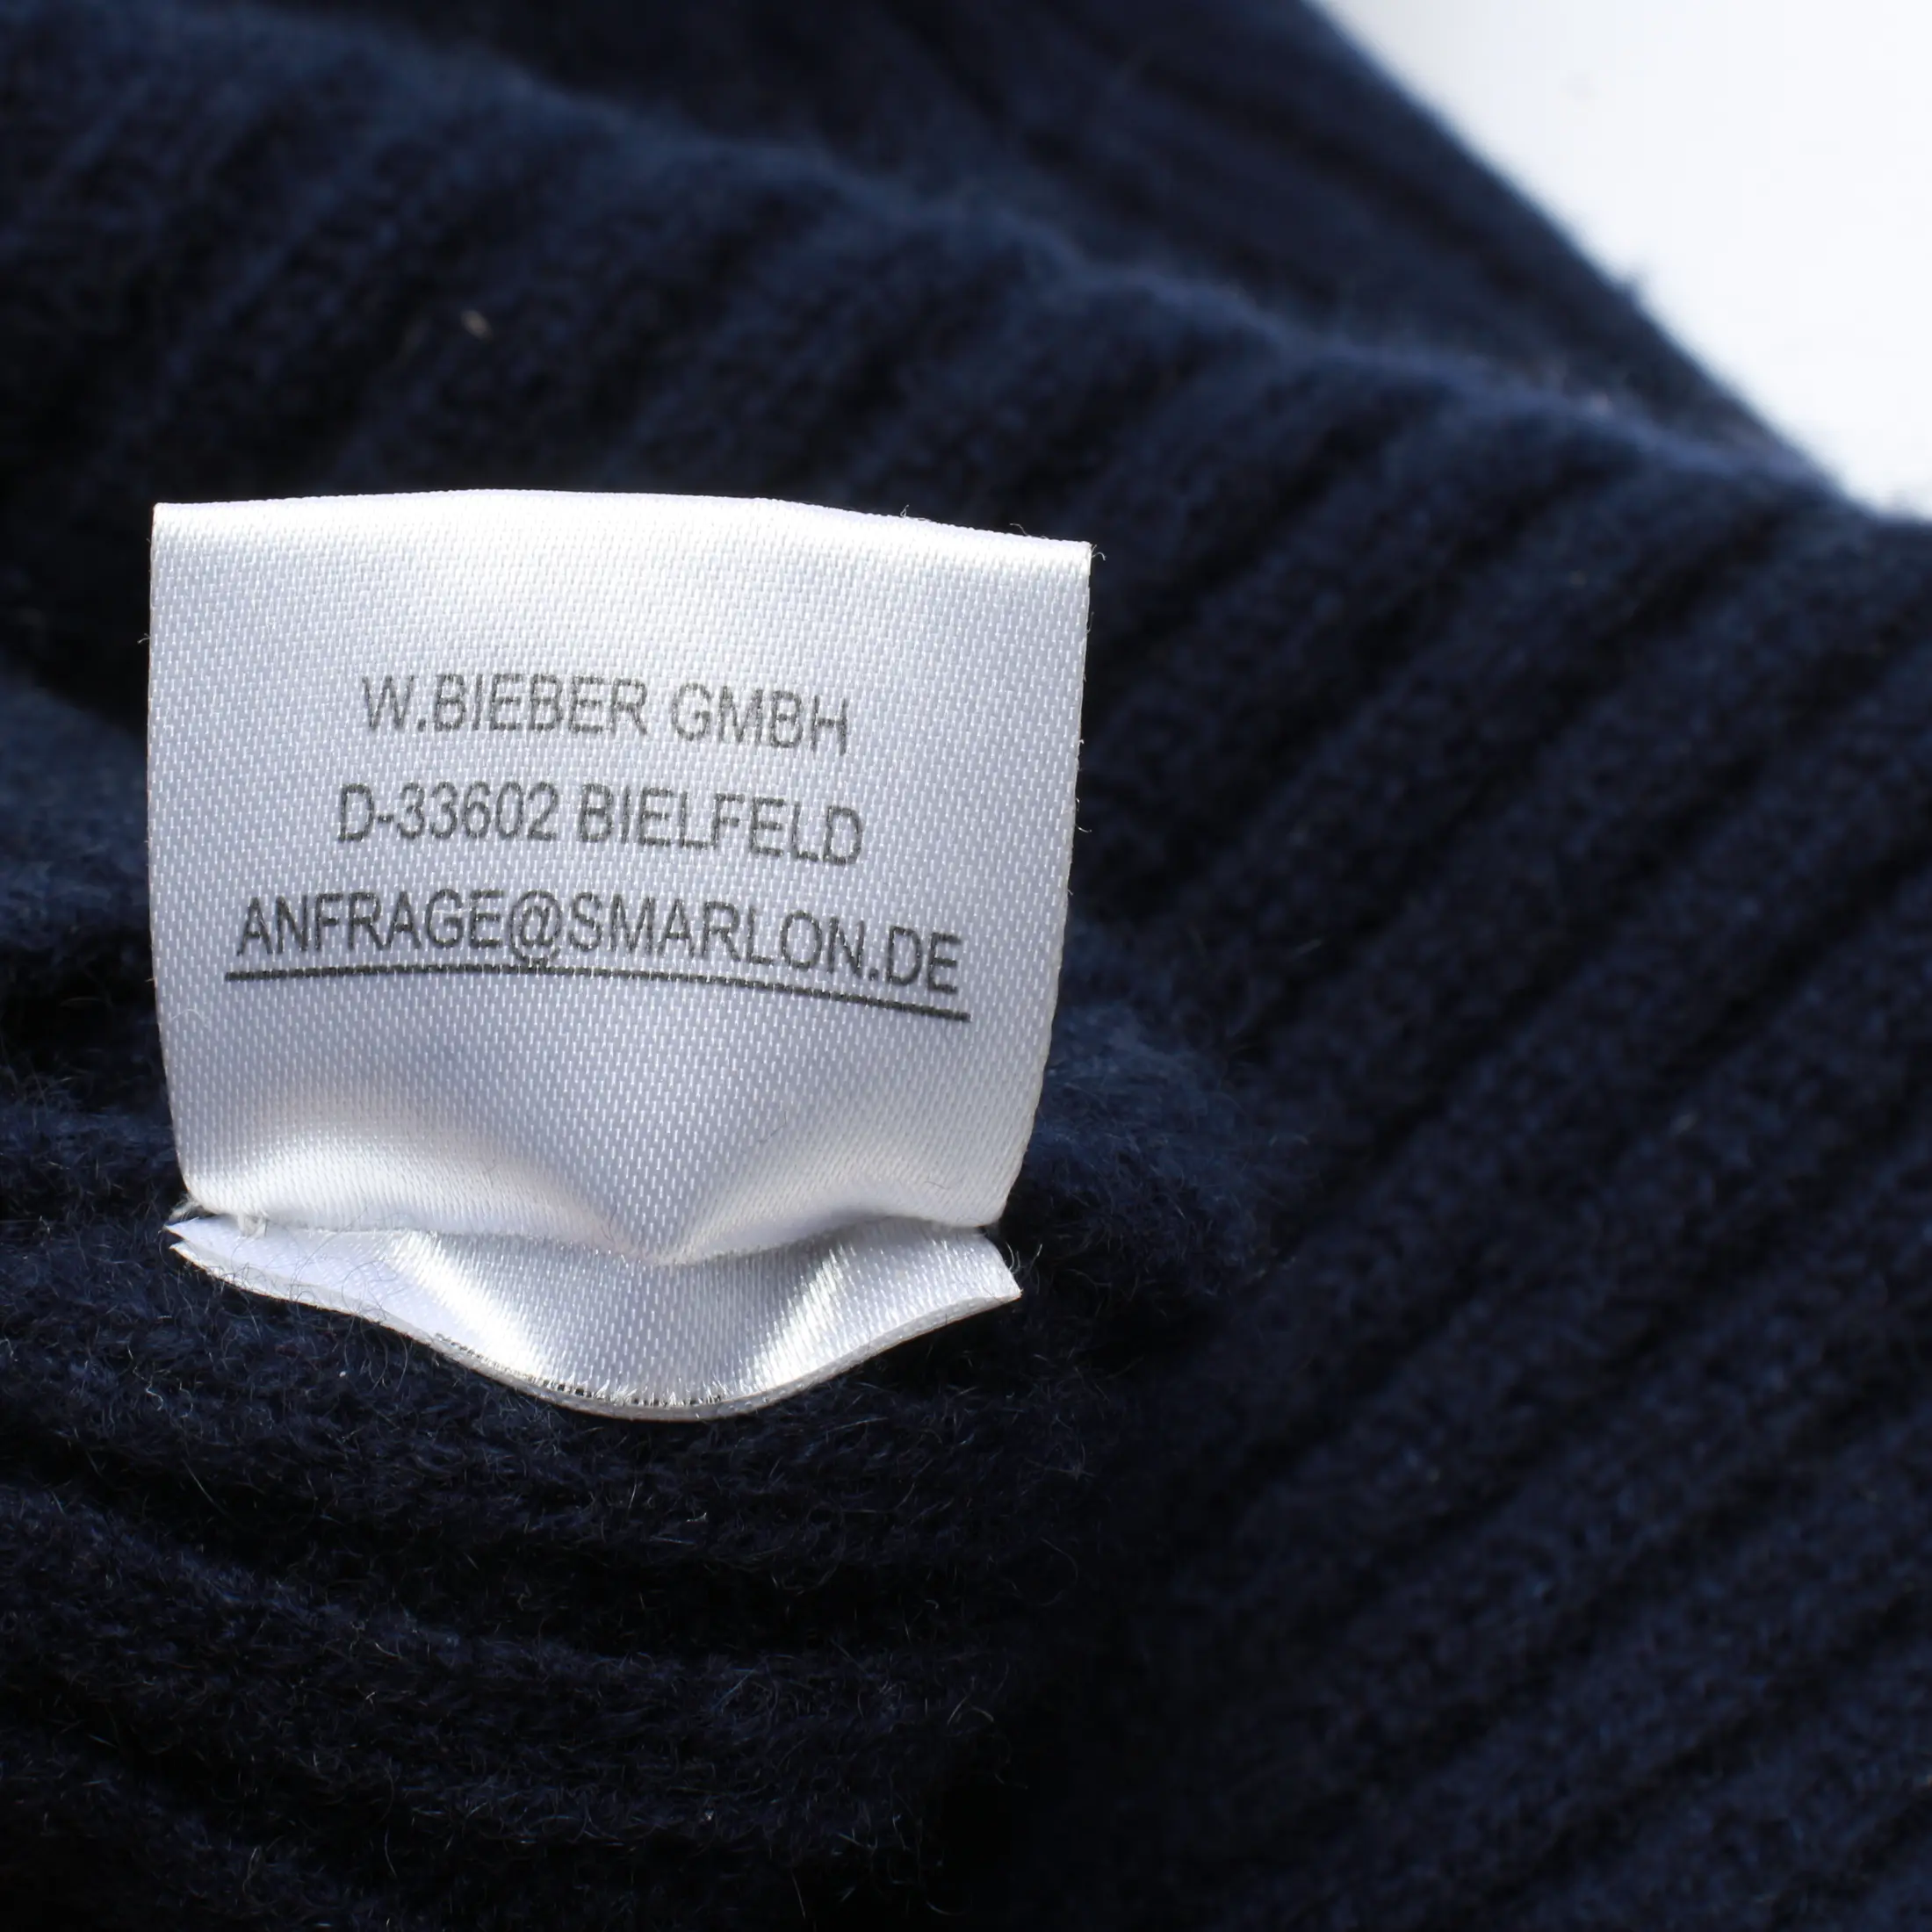 W.BIEBER GMBH
D-33602 BIELFELD
ANFRAGE@SMARLON.DE